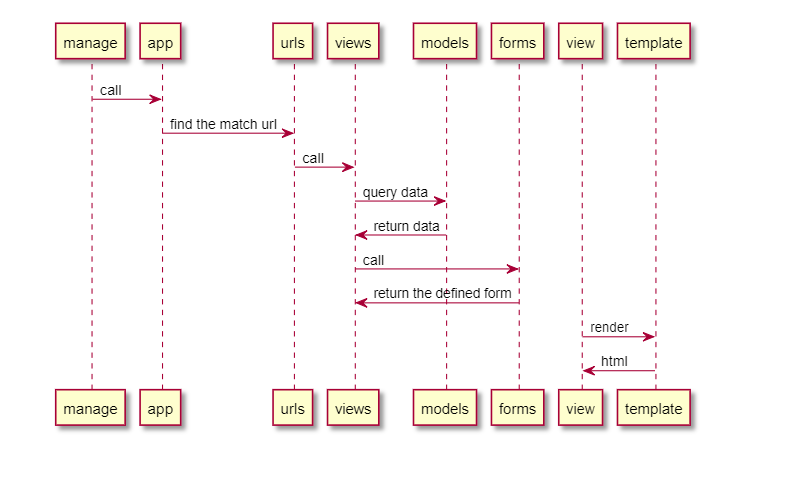 manage app urls views models forms view template
call
find the match url
call
query data
return data
call
return the defined form
render
html
manage app urls views models forms view template